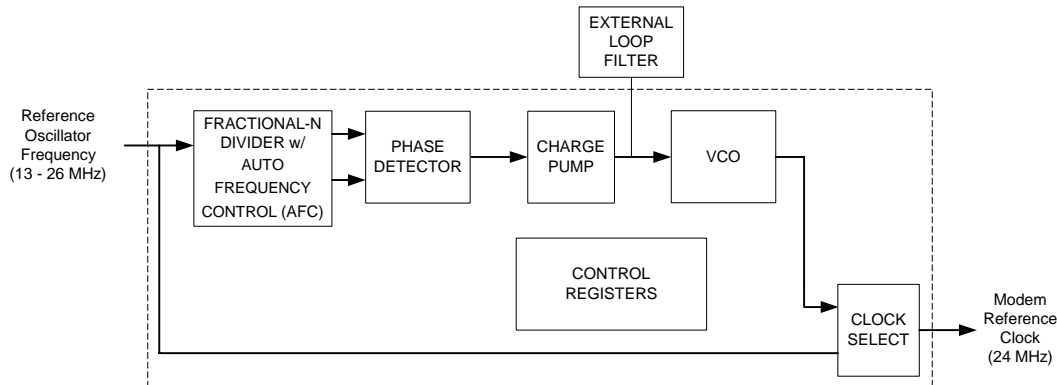 EXTERNAL
LOOP
FILTER
Reference
Oscillator
Frequency
(13 - 26 MHz)
FRACTIONAL-N
DIVIDER w/
AUTO
FREQUENCY
CONTROL (AFC)
PHASE
DETECTOR
CHARGE
PUMP
VCO
CONTROL
REGISTERS
CLOCK
SELECT
Modem
Reference
Clock
(24 MHz)